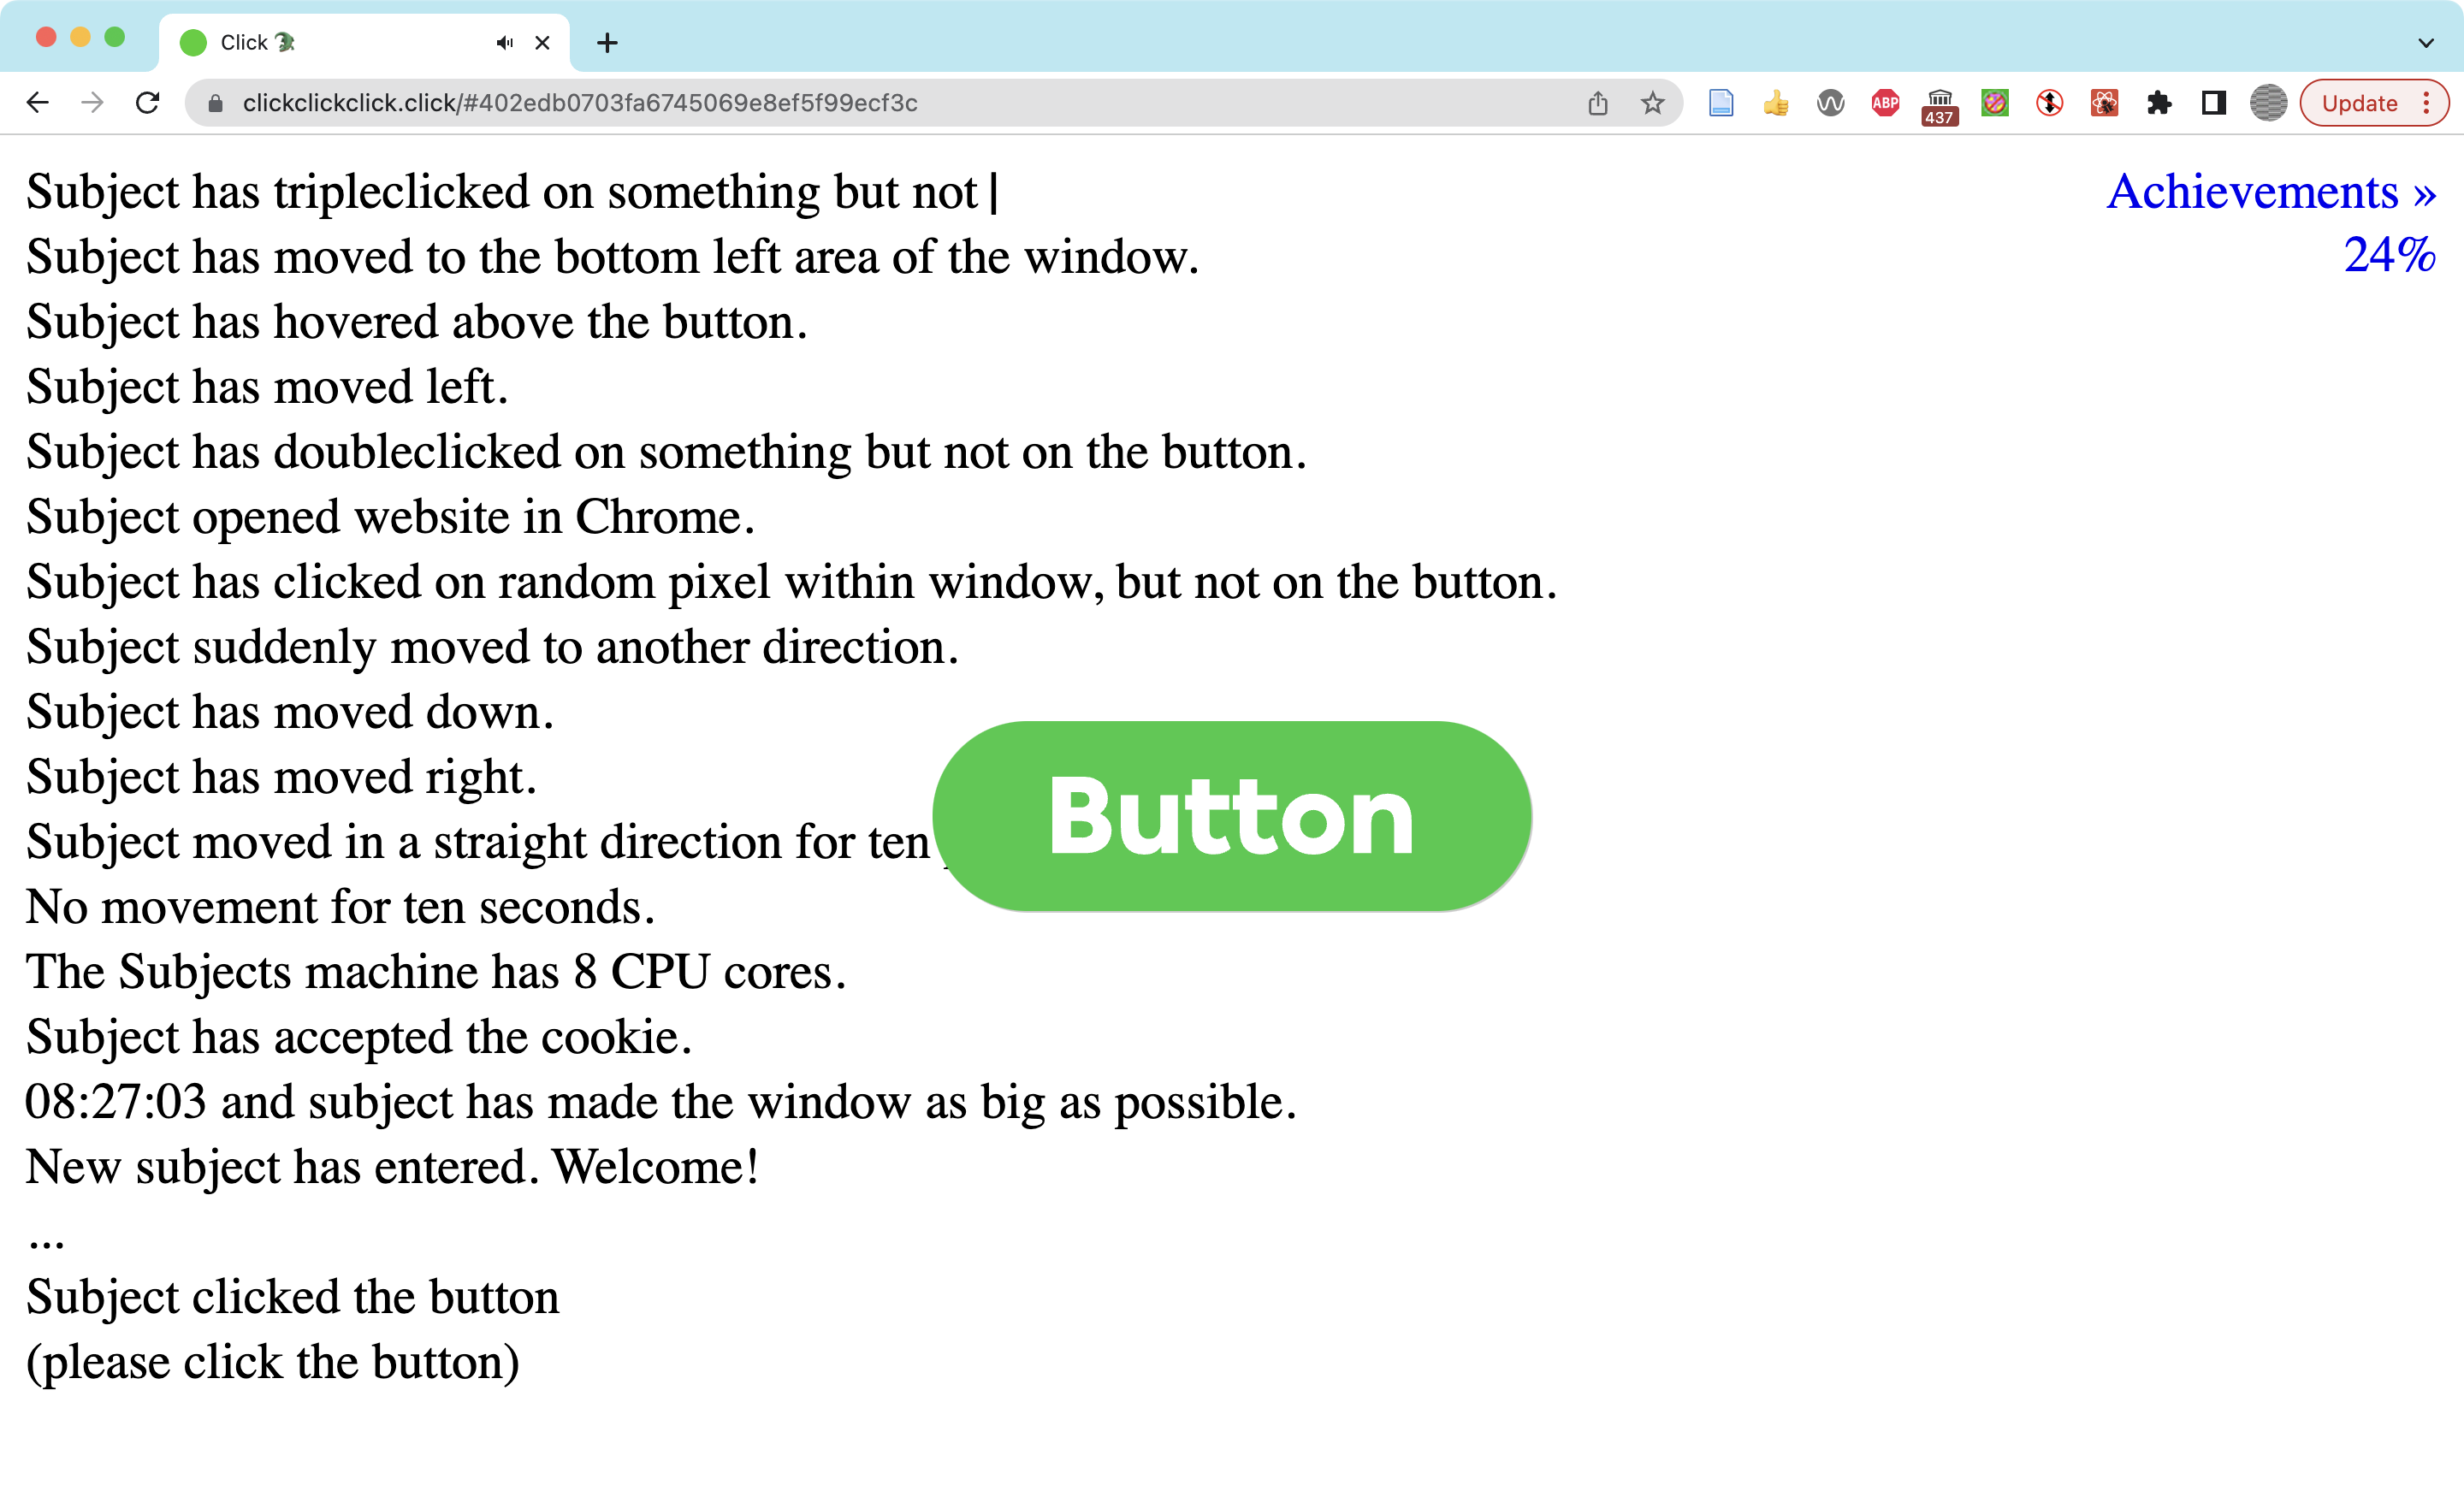 Click
clickclickclick.click/#402edb0703fa6745069e8ef5f99ecf3c
ABP
437
Update
Subject has tripleclicked on something but not|
Achievements »
Subject has moved to the bottom left area of the window.
24%
Subject has hovered above the button.
Subject has moved left.
Subject has doubleclicked on something but not on the button.
Subject opened website in Chrome.
Subject has clicked on random pixel within window, but not on the button.
Subject suddenly moved to another direction.
Subject has moved down.
Subject has moved right.
Button
Subject moved in a straight direction for ten
No movement for ten seconds.
The Subjects machine has 8 CPU cores.
Subject has accepted the cookie.
08:27:03 and subject has made the window as big as possible.
New subject has entered. Welcome!
...
Subject clicked the button
(please click the button)